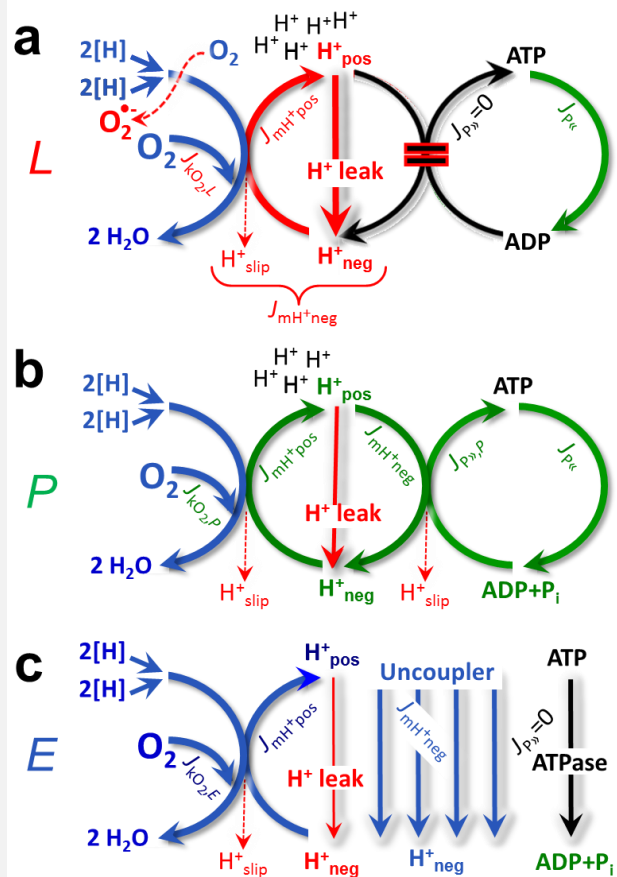 a
H⁺ H⁺ H⁺
2[H]
2[H]
O₂
H⁺ H⁺ H⁺pos
ATP
O₂•-
O₂
JkO₂,L
JmH⁺pos
JP»=0
JP«
L
H⁺ leak
2 H₂O
H⁺slip
H⁺neg
ADP
JmH⁺neg
b
H⁺ H⁺
2[H]
2[H]
H⁺ H⁺ H⁺pos
ATP
P
O₂
JkO₂,P
JmH⁺pos
JmH⁺neg
JP»,P
JP«
H⁺ leak
2 H₂O
H⁺slip
H⁺neg
H⁺slip
ADP+Pi
c
2[H]
2[H]
H⁺pos
Uncoupler
ATP
E
O₂
JkO₂,E
JmH⁺pos
JmH⁺neg
JP»=0
H⁺ leak
ATPase
2 H₂O
H⁺slip
H⁺neg
H⁺neg
ADP+Pi